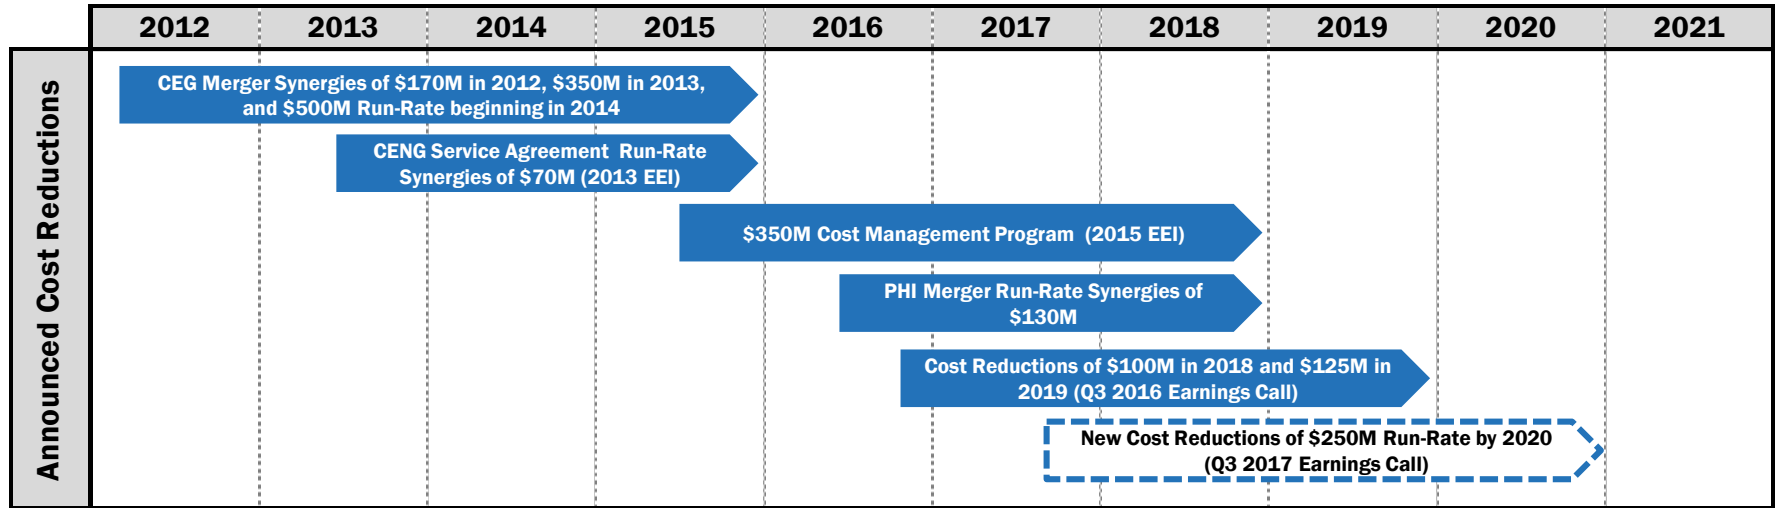 2012 2013 2014 2015 2016 2017 2018 2019 2020 2021
Announced Cost Reductions
CEG Merger Synergies of $170M in 2012, $350M in 2013,
and $500M Run-Rate beginning in 2014
CENG Service Agreement Run-Rate
Synergies of $70M (2013 EEI)
$350M Cost Management Program (2015 EEI)
PHI Merger Run-Rate Synergies of
$130M
Cost Reductions of $100M in 2018 and $125M in
2019 (Q3 2016 Earnings Call)
New Cost Reductions of $250M Run-Rate by 2020
(Q3 2017 Earnings Call)